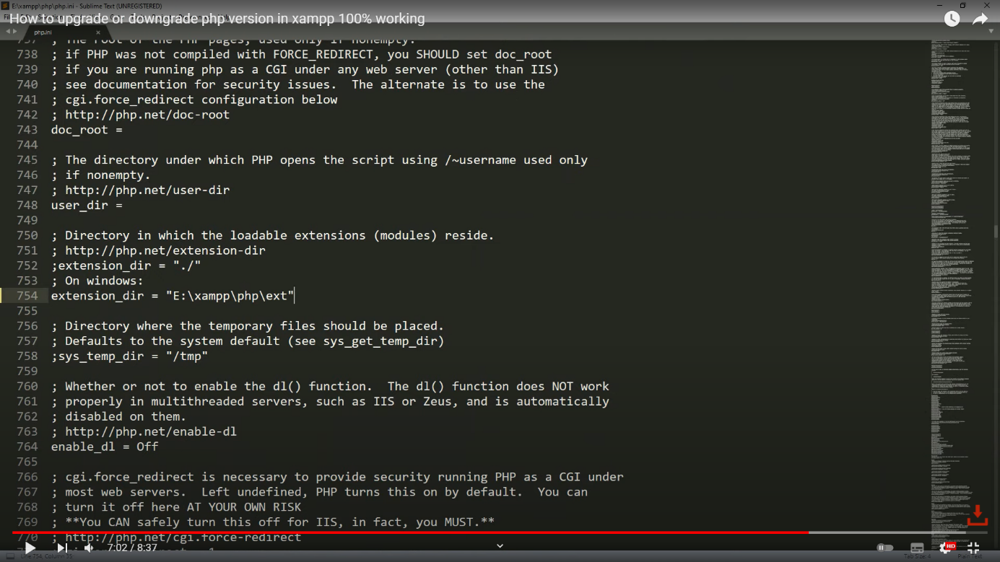 E:\xampp\php\php.ini - Sublime Text (UNREGISTERED)
How to upgrade or downgrade php version in xampp 100% working
php.ini
737 ; The root of the PHP pages, used only if nonempty.
738 ; if PHP was not compiled with FORCE_REDIRECT, you SHOULD set doc_root
739 ; if you are running php as a CGI under any web server (other than IIS)
740 ; see documentation for security issues.  The alternate is to use the
741 ; cgi.force_redirect configuration below
742 ; http://php.net/doc-root
743 doc_root =
744
745 ; The directory under which PHP opens the script using /~username used only
746 ; if nonempty.
747 ; http://php.net/user-dir
748 user_dir =
749
750 ; Directory in which the loadable extensions (modules) reside.
751 ; http://php.net/extension-dir
752 ;extension_dir = "./"
753 ; On windows:
754 extension_dir = "E:\xampp\php\ext"
755
756 ; Directory where the temporary files should be placed.
757 ; Defaults to the system default (see sys_get_temp_dir)
758 ;sys_temp_dir = "/tmp"
759
760 ; Whether or not to enable the dl() function.  The dl() function does NOT work
761 ; properly in multithreaded servers, such as IIS or Zeus, and is automatically
762 ; disabled on them.
763 ; http://php.net/enable-dl
764 enable_dl = Off
765
766 ; cgi.force_redirect is necessary to provide security running PHP as a CGI under
767 ; most web servers.  Left undefined, PHP turns this on by default.  You can
768 ; turn it off here AT YOUR OWN RISK
769 ; **You CAN safely turn this off for IIS, in fact, you MUST.**
770 ; http://php.net/cgi.force-redirect
7:02 / 8:37
HD
Line 754, Column 35
Tab Size: 4
Plain Text